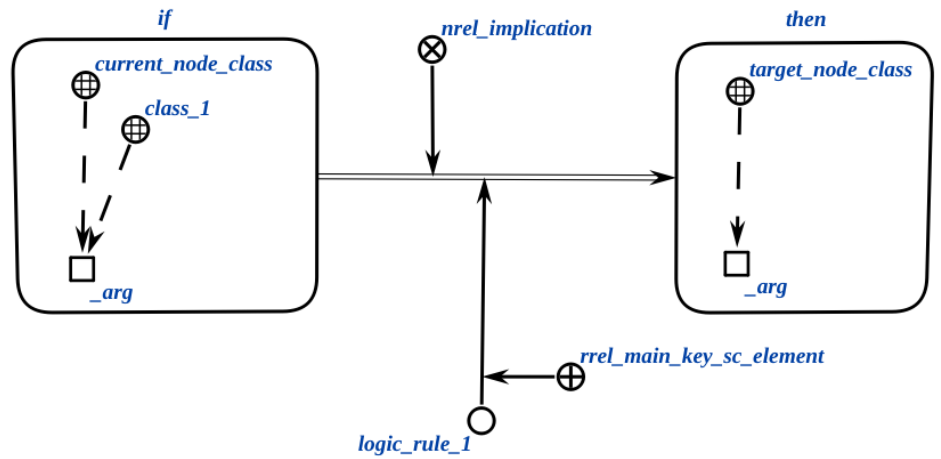 if
nrel_implication
then
current_node_class
target_node_class
class_1
_arg
_arg
rrel_main_key_sc_element
logic_rule_1